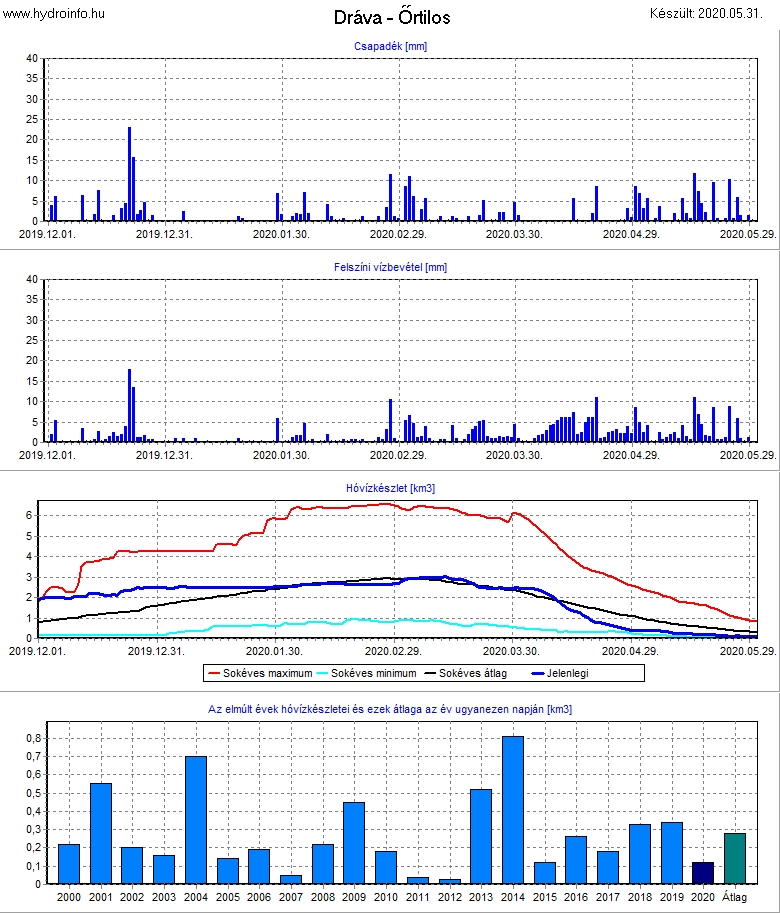 www.hydroinfo.hu
Dráva - Őrtilos
Készült: 2020.05.31.
Csapadék [mm]
40
35
30
25
20
15
10
5
0
2019.12.01. 2019.12.31. 2020.01.30. 2020.02.29. 2020.03.30. 2020.04.29. 2020.05.29.
Felszíni vízbevétel [mm]
40
35
30
25
20
15
10
5
0
2019.12.01. 2019.12.31. 2020.01.30. 2020.02.29. 2020.03.30. 2020.04.29. 2020.05.29.
Hóvízkészlet [km3]
6
5
4
3
2
1
0
2019.12.01. 2019.12.31. 2020.01.30. 2020.02.29. 2020.03.30. 2020.04.29. 2020.05.29.
Sokéves maximum Sokéves minimum Sokéves átlag Jelenlegi
Az elmúlt évek hóvízkészletei és ezek átlaga az év ugyanezen napján [km3]
0,8
0,7
0,6
0,5
0,4
0,3
0,2
0,1
0
2000 2001 2002 2003 2004 2005 2006 2007 2008 2009 2010 2011 2012 2013 2014 2015 2016 2017 2018 2019 2020 Átlag